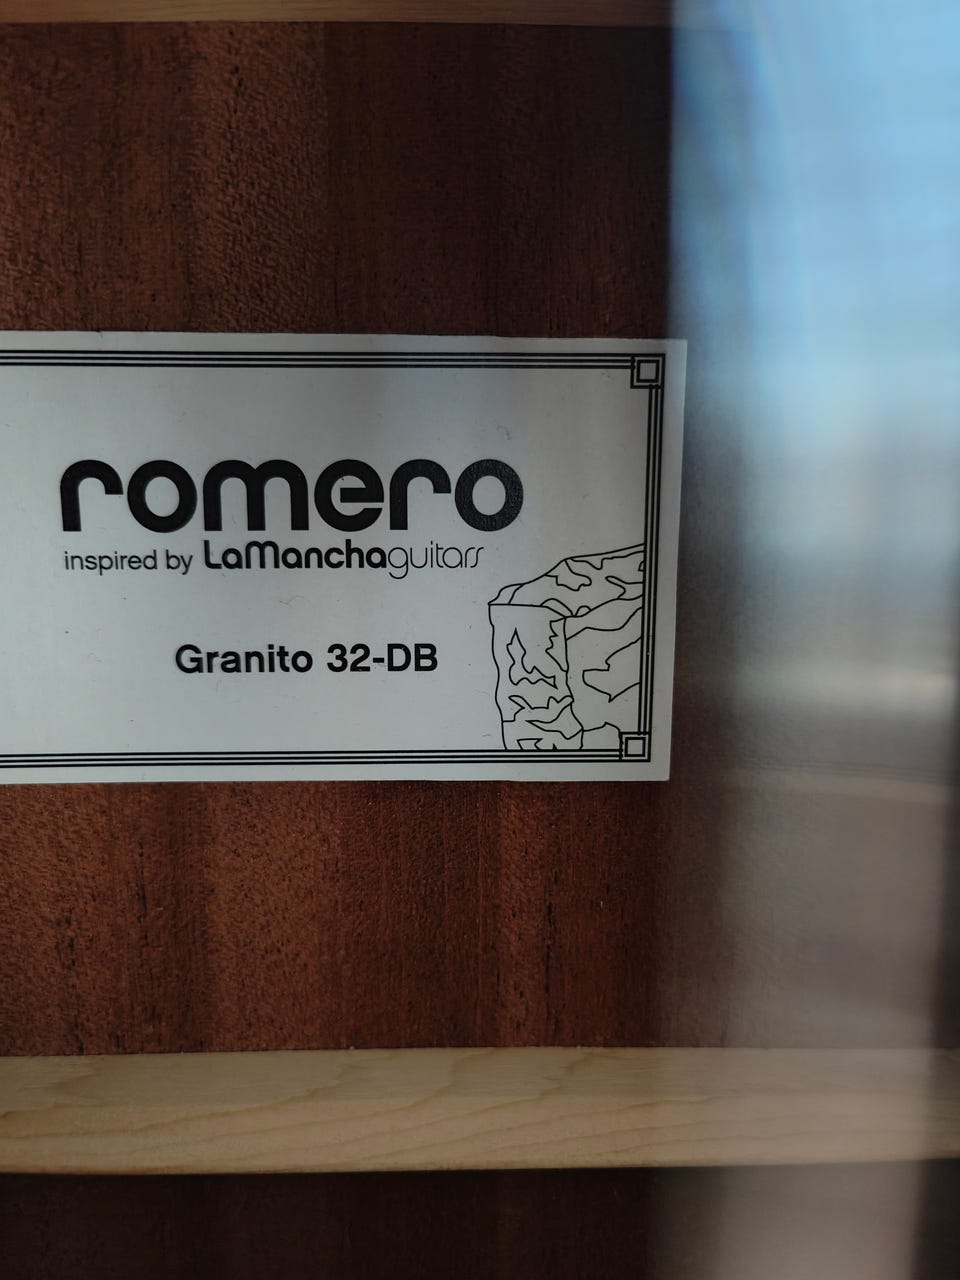 romero
inspired by LaManchaguitars
Granito 32-DB